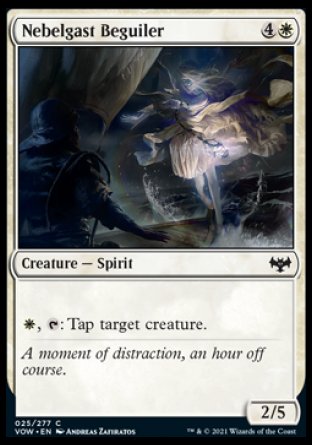 Nebelgast Beguiler 4
Creature — Spirit
, : Tap target creature.
A moment of distraction, an hour off
course.
025/277 C
VOW • EN Andreas Zafiratos
™ & © 2021 Wizards of the Coast
2/5